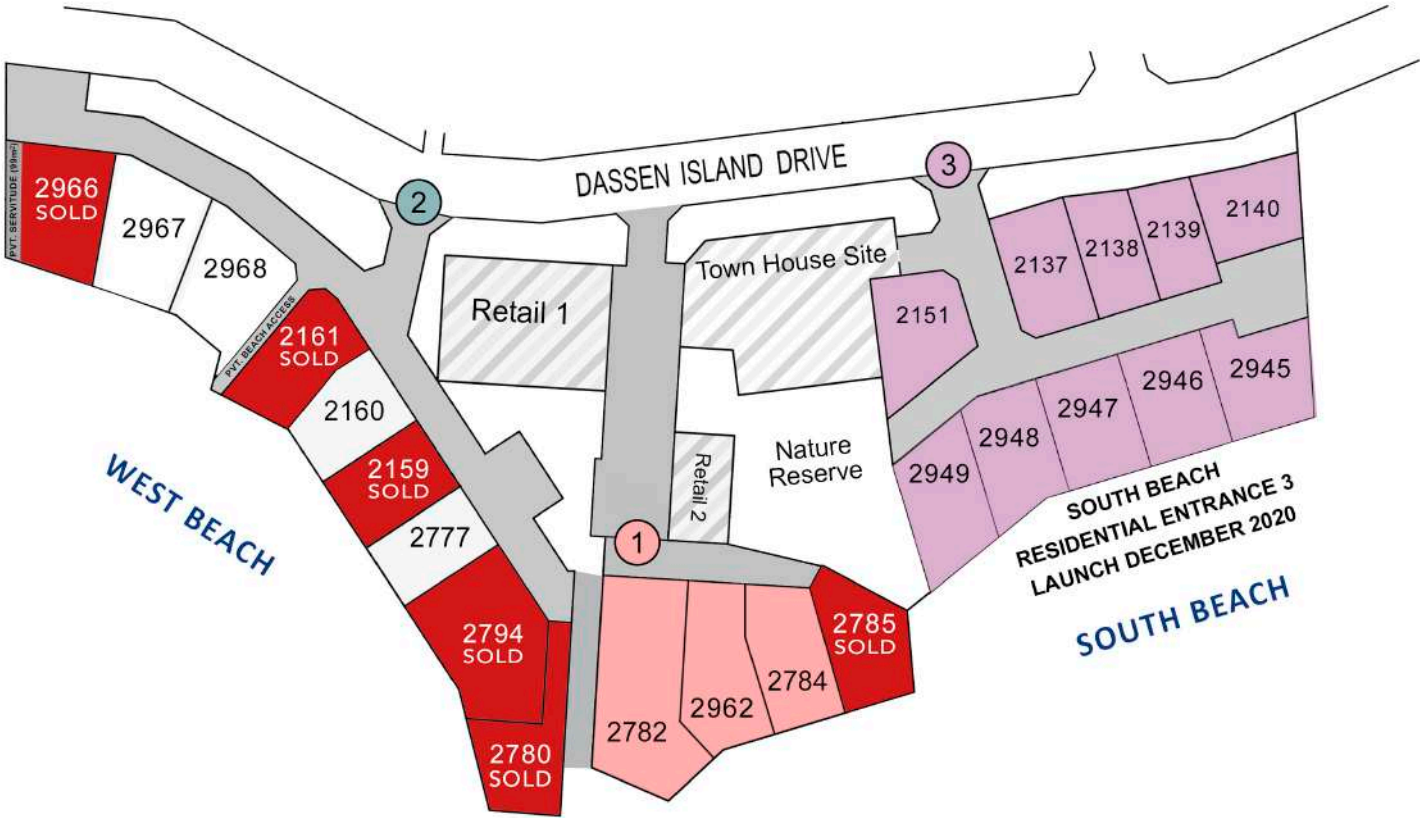 DASSEN ISLAND DRIVE
PVT. SERVITUDE (99m²)
2966
SOLD
2967
2968
2
3
2137
2138
2139
2140
Town House Site
Retail 1
2151
PVT. BEACH ACCESS
2161
SOLD
2160
2159
SOLD
2777
2794
SOLD
2780
SOLD
WEST BEACH
Retail 2
Nature
Reserve
1
2782
2962
2784
2785
SOLD
2949
2948
2947
2946
2945
SOUTH BEACH
RESIDENTIAL ENTRANCE 3
LAUNCH DECEMBER 2020
SOUTH BEACH